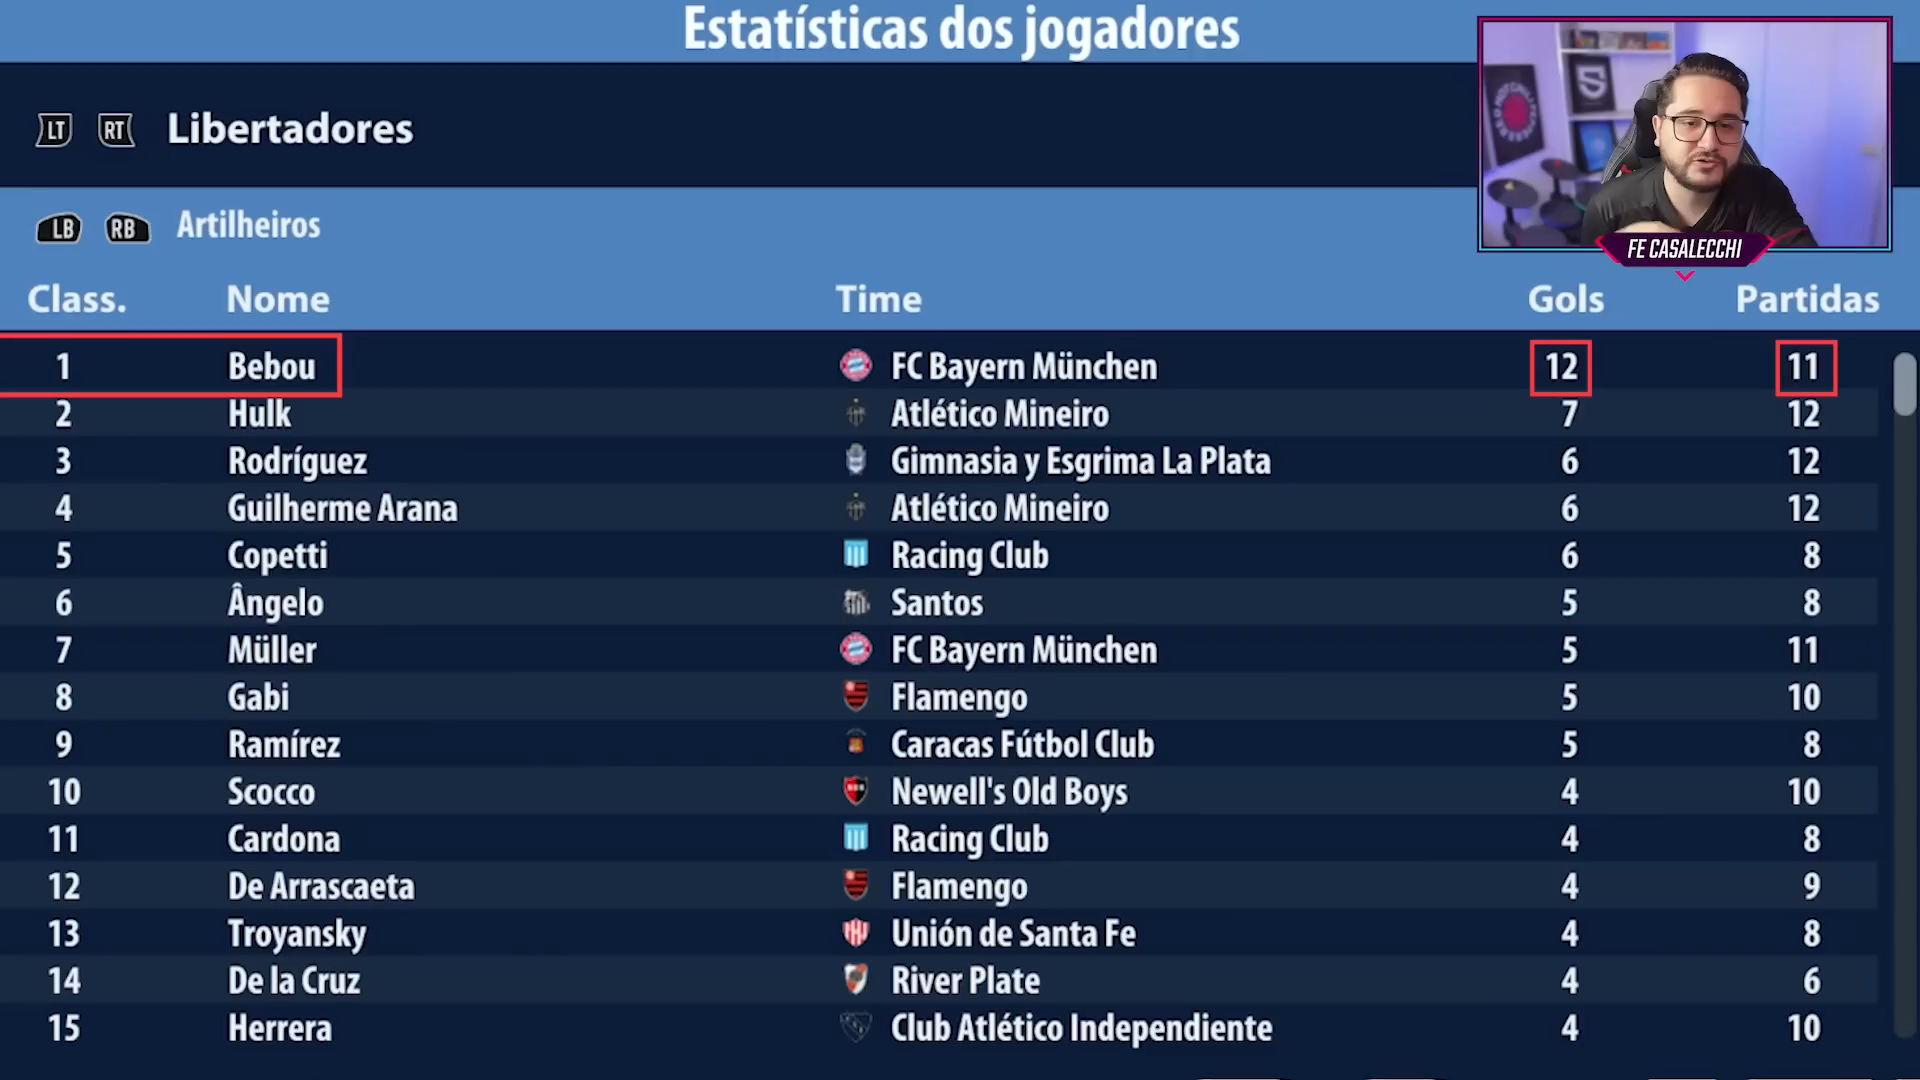 Estatísticas dos jogadores
LT RT Libertadores
LB RB Artilheiros
FE CASALECCHI
Class. Nome Time Gols Partidas
1 Bebou FC Bayern München 12 11
2 Hulk Atlético Mineiro 7 12
3 Rodríguez Gimnasia y Esgrima La Plata 6 12
4 Guilherme Arana Atlético Mineiro 6 12
5 Copetti Racing Club 6 8
6 Ângelo Santos 5 8
7 Müller FC Bayern München 5 11
8 Gabi Flamengo 5 10
9 Ramírez Caracas Fútbol Club 5 8
10 Scocco Newell's Old Boys 4 10
11 Cardona Racing Club 4 8
12 De Arrascaeta Flamengo 4 9
13 Troyansky Unión de Santa Fe 4 8
14 De la Cruz River Plate 4 6
15 Herrera Club Atlético Independiente 4 10